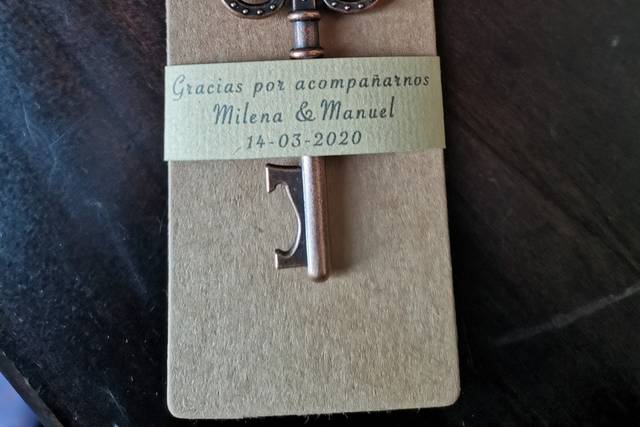 Gracias por acompañarnos
Milena & Manuel
14-03-2020